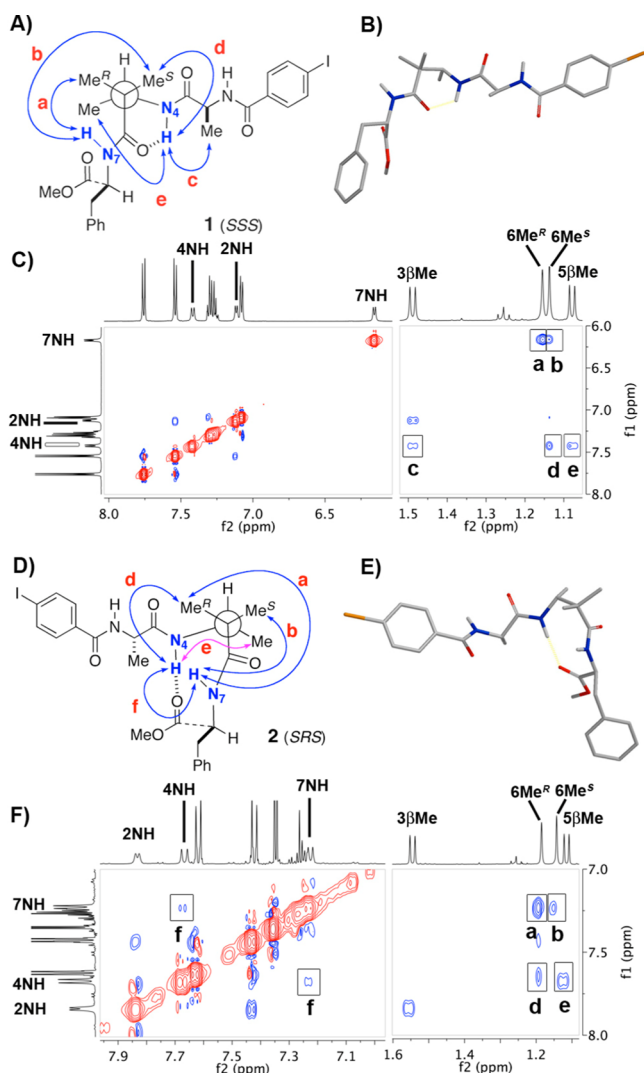 A)
b
d
H
I
Me^R
Me^S
O
H
N
a
Me
N4
O
H
H
O
Me
N7
c
O
MeO
H
e
Ph
1 (SSS)
B)
C)
4NH
2NH
7NH
3βMe
6Me^R
6Me^S
5βMe
7NH
2NH
4NH
a
b
c
d
e
6.0
6.5
7.0
7.5
8.0
f1 (ppm)
8.0
7.5
7.0
6.5
f2 (ppm)
1.5
1.4
1.3
1.2
1.1
f2 (ppm)
D)
I
d
H
a
Me^R
Me^S
H
N
O
N4
b
Me
O
Me
e
H
H
O
f
N7
O
MeO
H
Ph
2 (SRS)
E)
F)
2NH
4NH
7NH
3βMe
6Me^R
6Me^S
5βMe
7NH
4NH
2NH
f
f
a
b
d
e
7.0
7.5
8.0
f1 (ppm)
7.9
7.7
7.5
7.3
7.1
f2 (ppm)
1.6
1.4
1.2
f2 (ppm)